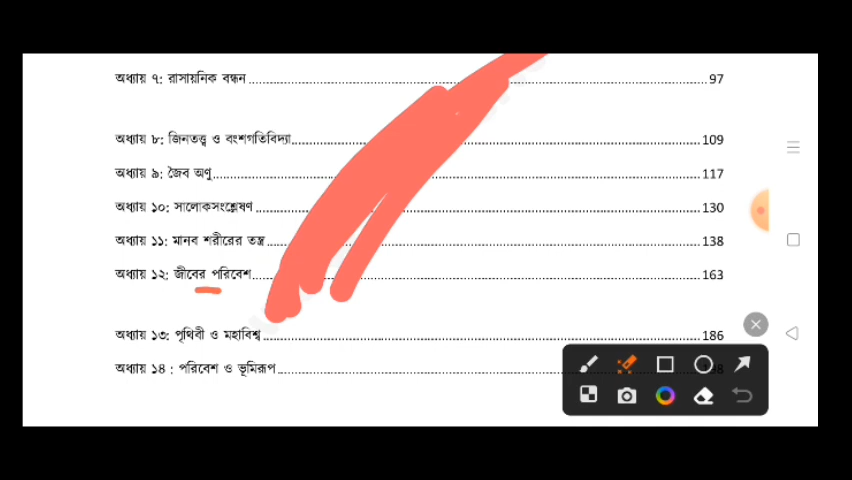 অধ্যায় ৭: রাসায়নিক বন্ধন 97
অধ্যায় ৮: জিনতত্ত্ব ও বংশগতিবিদ্যা 109
অধ্যায় ৯: জৈব অণু 117
অধ্যায় ১০: সালোকসংশ্লেষণ 130
অধ্যায় ১১: মানব শরীরের তন্ত্র 138
অধ্যায় ১২: জীবের পরিবেশ 163
অধ্যায় ১৩: পৃথিবী ও মহাবিশ্ব 186
অধ্যায় ১৪ : পরিবেশ ও ভূমিরূপ